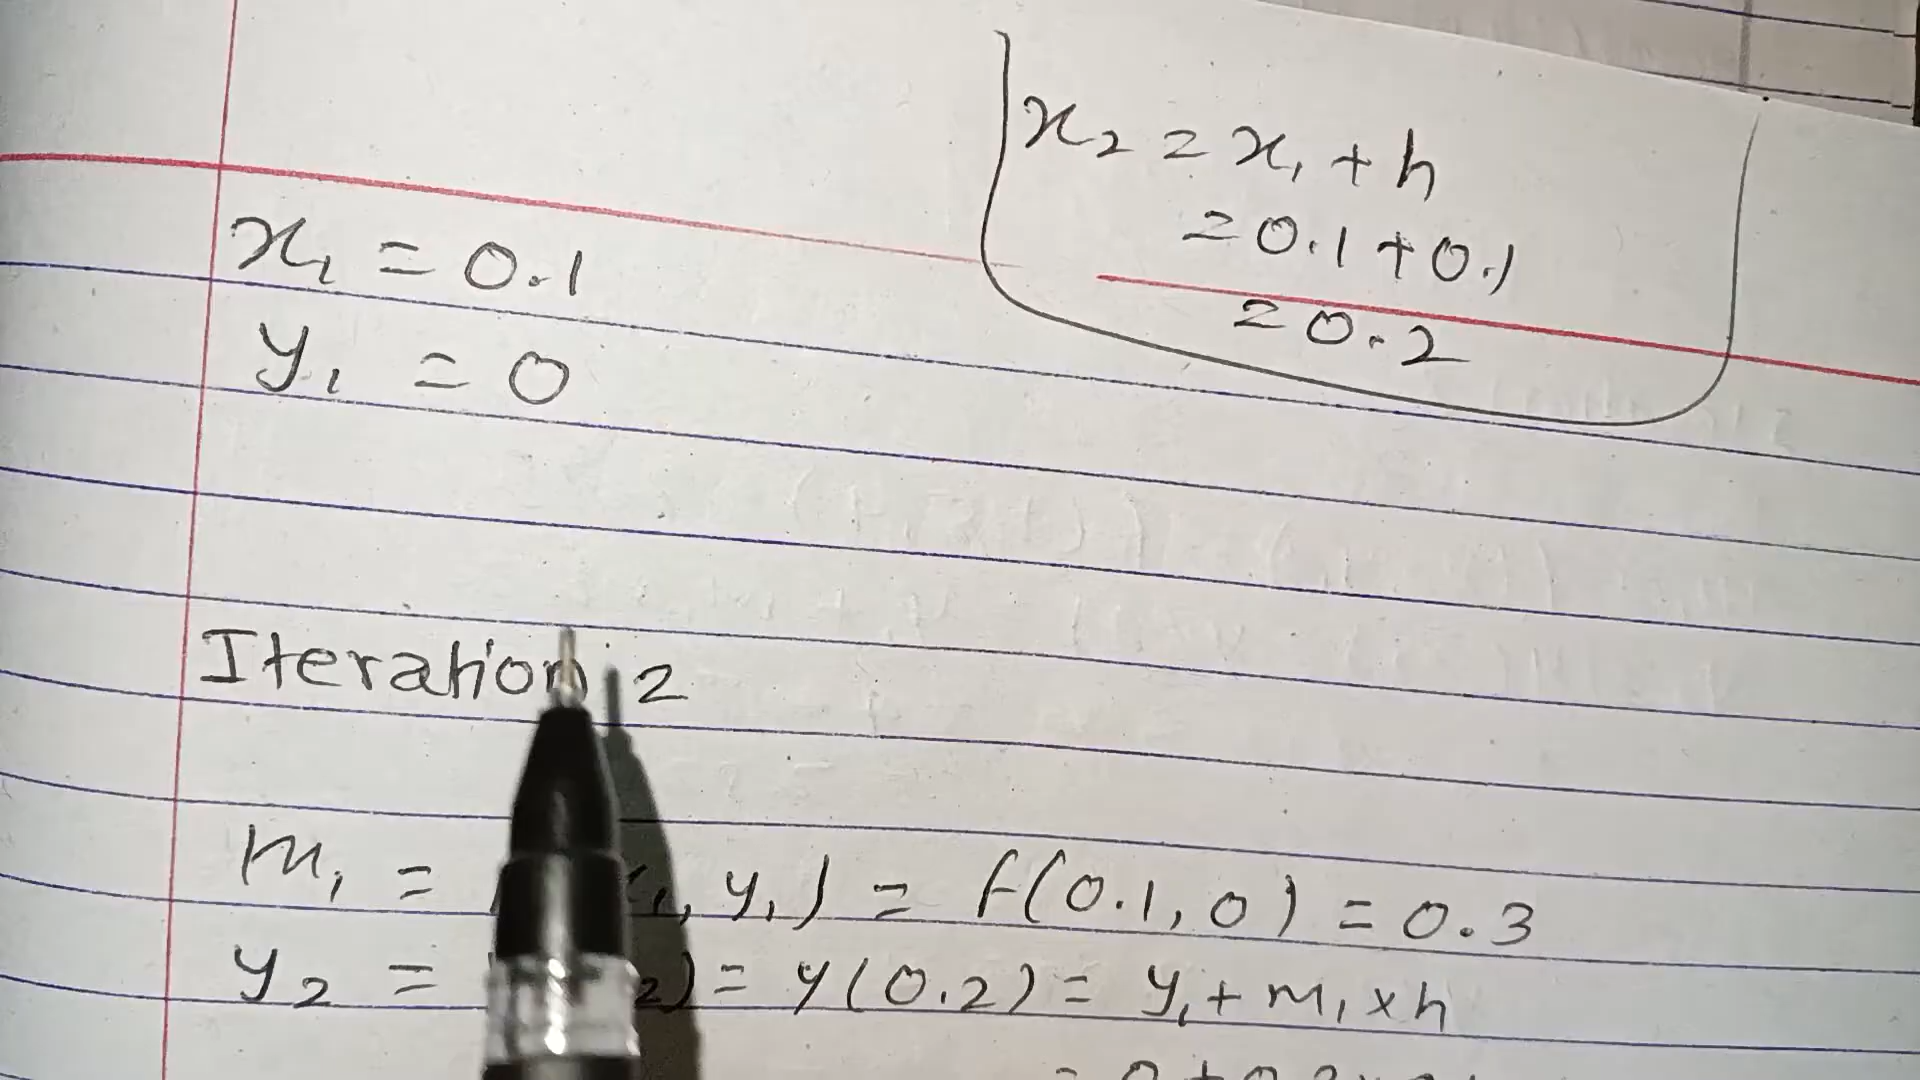 x₂ = x₁ + h
= 0.1 + 0.1
= 0.2
x₁ = 0.1
y₁ = 0
Iteration 2
m₁ = , y₁) = f(0.1, 0) = 0.3
y₂ = 2) = y(0.2) = y₁ + m₁ × h